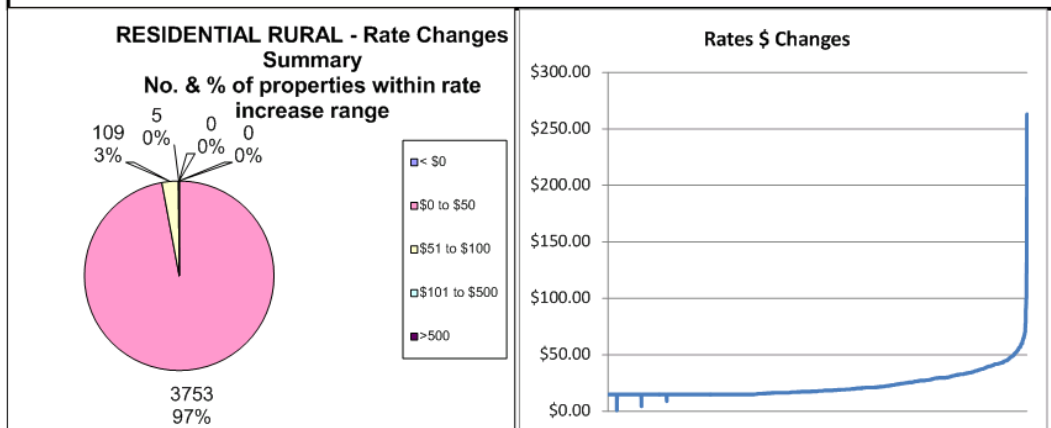 RESIDENTIAL RURAL - Rate Changes
Summary
No. & % of properties within rate
increase range
5
0%
0
0%
0
0%
109
3%
3753
97%
< $0
$0 to $50
$51 to $100
$101 to $500
>500
Rates $ Changes
$300.00
$250.00
$200.00
$150.00
$100.00
$50.00
$0.00